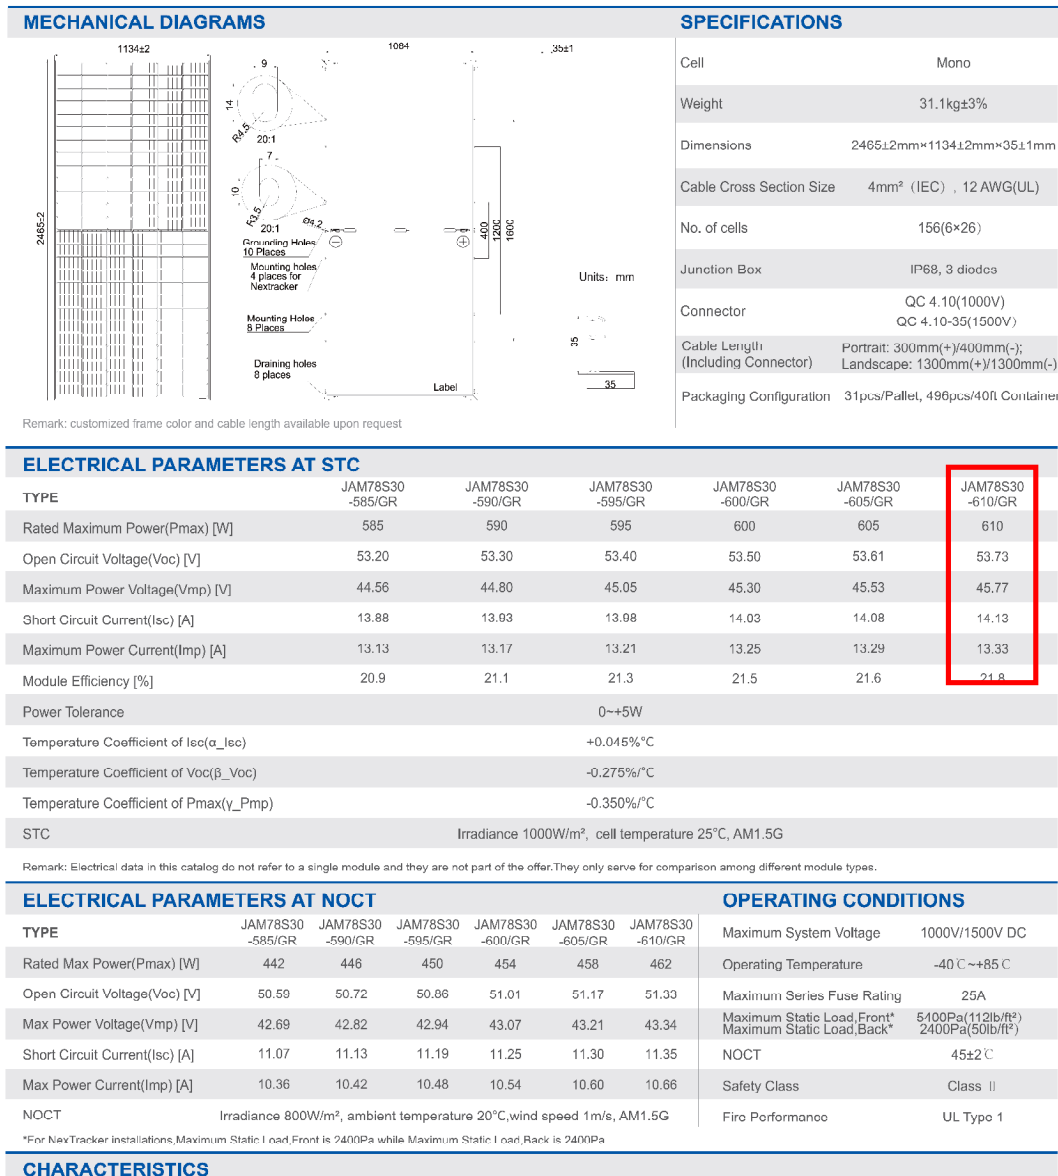 MECHANICAL DIAGRAMS
1134±2
1084
35±1
9
14
R4.5
20:1
7
10
R3.5
20:1
Ø4.2
2465±2
400
1200
1600
Grounding Holes
10 Places
Mounting holes
4 places for
Nextracker
Units: mm
Mounting Holes
8 Places
35
Draining holes
8 places
Label
35
Remark: customized frame color and cable length available upon request
SPECIFICATIONS
Cell Mono
Weight 31.1kg±3%
Dimensions 2465±2mm×1134±2mm×35±1mm
Cable Cross Section Size 4mm² (IEC) , 12 AWG(UL)
No. of cells 156(6×26)
Junction Box IP68, 3 diodes
Connector QC 4.10(1000V)
QC 4.10-35(1500V)
Cable Length Portrait: 300mm(+)/400mm(-);
(Including Connector) Landscape: 1300mm(+)/1300mm(-)
Packaging Configuration 31pcs/Pallet, 496pcs/40ft Container
ELECTRICAL PARAMETERS AT STC
TYPE JAM78S30 -585/GR JAM78S30 -590/GR JAM78S30 -595/GR JAM78S30 -600/GR JAM78S30 -605/GR JAM78S30 -610/GR
Rated Maximum Power(Pmax) [W] 585 590 595 600 605 610
Open Circuit Voltage(Voc) [V] 53.20 53.30 53.40 53.50 53.61 53.73
Maximum Power Voltage(Vmp) [V] 44.56 44.80 45.05 45.30 45.53 45.77
Short Circuit Current(Isc) [A] 13.88 13.93 13.98 14.03 14.08 14.13
Maximum Power Current(Imp) [A] 13.13 13.17 13.21 13.25 13.29 13.33
Module Efficiency [%] 20.9 21.1 21.3 21.5 21.6 21.8
Power Tolerance 0~+5W
Temperature Coefficient of Isc(α_Isc) +0.045%℃
Temperature Coefficient of Voc(β_Voc) -0.275%/℃
Temperature Coefficient of Pmax(γ_Pmp) -0.350%/℃
STC Irradiance 1000W/m², cell temperature 25℃, AM1.5G
Remark: Electrical data in this catalog do not refer to a single module and they are not part of the offer.They only serve for comparison among different module types.
ELECTRICAL PARAMETERS AT NOCT
TYPE JAM78S30 -585/GR JAM78S30 -590/GR JAM78S30 -595/GR JAM78S30 -600/GR JAM78S30 -605/GR JAM78S30 -610/GR
Rated Max Power(Pmax) [W] 442 446 450 454 458 462
Open Circuit Voltage(Voc) [V] 50.59 50.72 50.86 51.01 51.17 51.33
Max Power Voltage(Vmp) [V] 42.69 42.82 42.94 43.07 43.21 43.34
Short Circuit Current(Isc) [A] 11.07 11.13 11.19 11.25 11.30 11.35
Max Power Current(Imp) [A] 10.36 10.42 10.48 10.54 10.60 10.66
NOCT Irradiance 800W/m², ambient temperature 20℃,wind speed 1m/s, AM1.5G
*For NexTracker installations,Maximum Static Load,Front is 2400Pa while Maximum Static Load,Back is 2400Pa
OPERATING CONDITIONS
Maximum System Voltage 1000V/1500V DC
Operating Temperature -40℃~+85℃
Maximum Series Fuse Rating 25A
Maximum Static Load,Front* 5400Pa(112lb/ft²)
Maximum Static Load,Back* 2400Pa(50lb/ft²)
NOCT 45±2℃
Safety Class Class Ⅱ
Fire Performance UL Type 1
CHARACTERISTICS